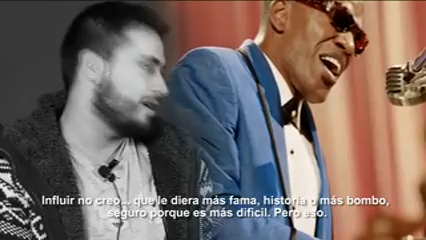 Influir no creo... que le diera más fama, historia o más bombo,
seguro porque es más difícil. Pero eso.